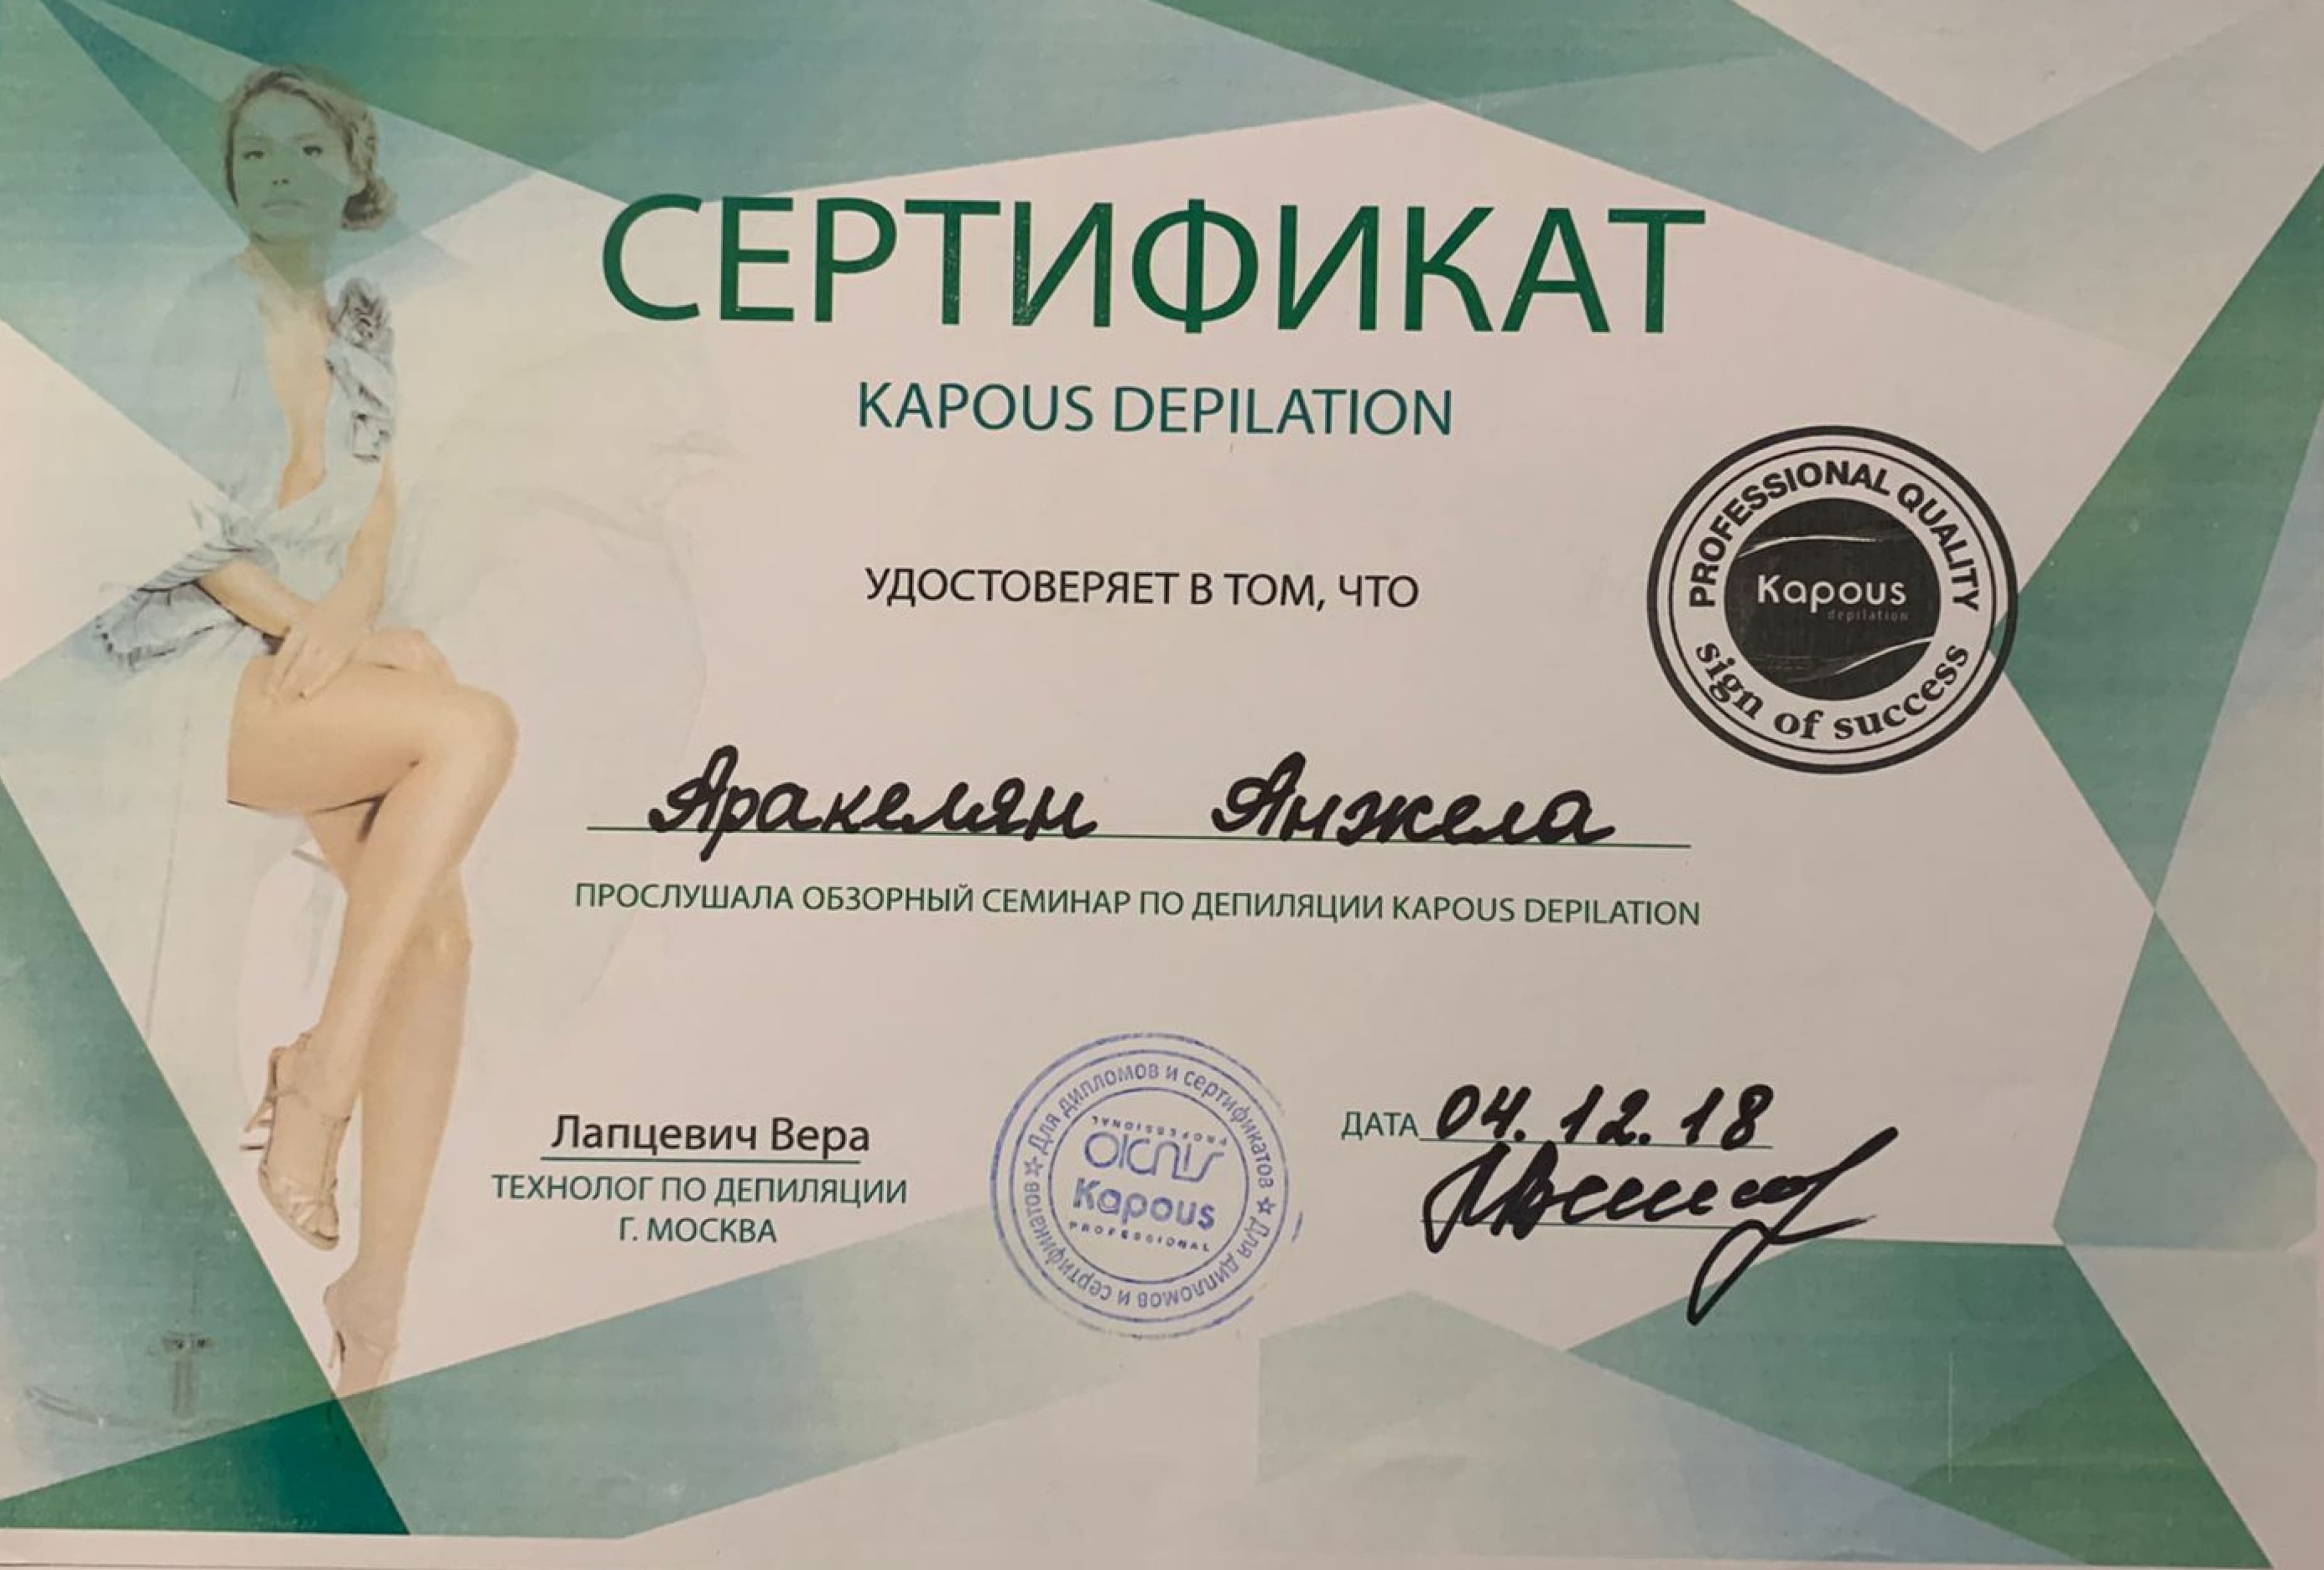 СЕРТИФИКАТ
KAPOUS DEPILATION
УДОСТОВЕРЯЕТ В ТОМ, ЧТО
PROFESSIONAL QUALITY
Kapous
depilation
sign of success
Аракелян Анжела
ПРОСЛУШАЛА ОБЗОРНЫЙ СЕМИНАР ПО ДЕПИЛЯЦИИ KAPOUS DEPILATION
Лапцевич Вера
ТЕХНОЛОГ ПО ДЕПИЛЯЦИИ
Г. МОСКВА
☆ Для дипломов и сертификатов ☆ Для дипломов и сертификатов
PROFESSIONAL
Kapous
PROFESSIONAL
ДАТА 04.12.18